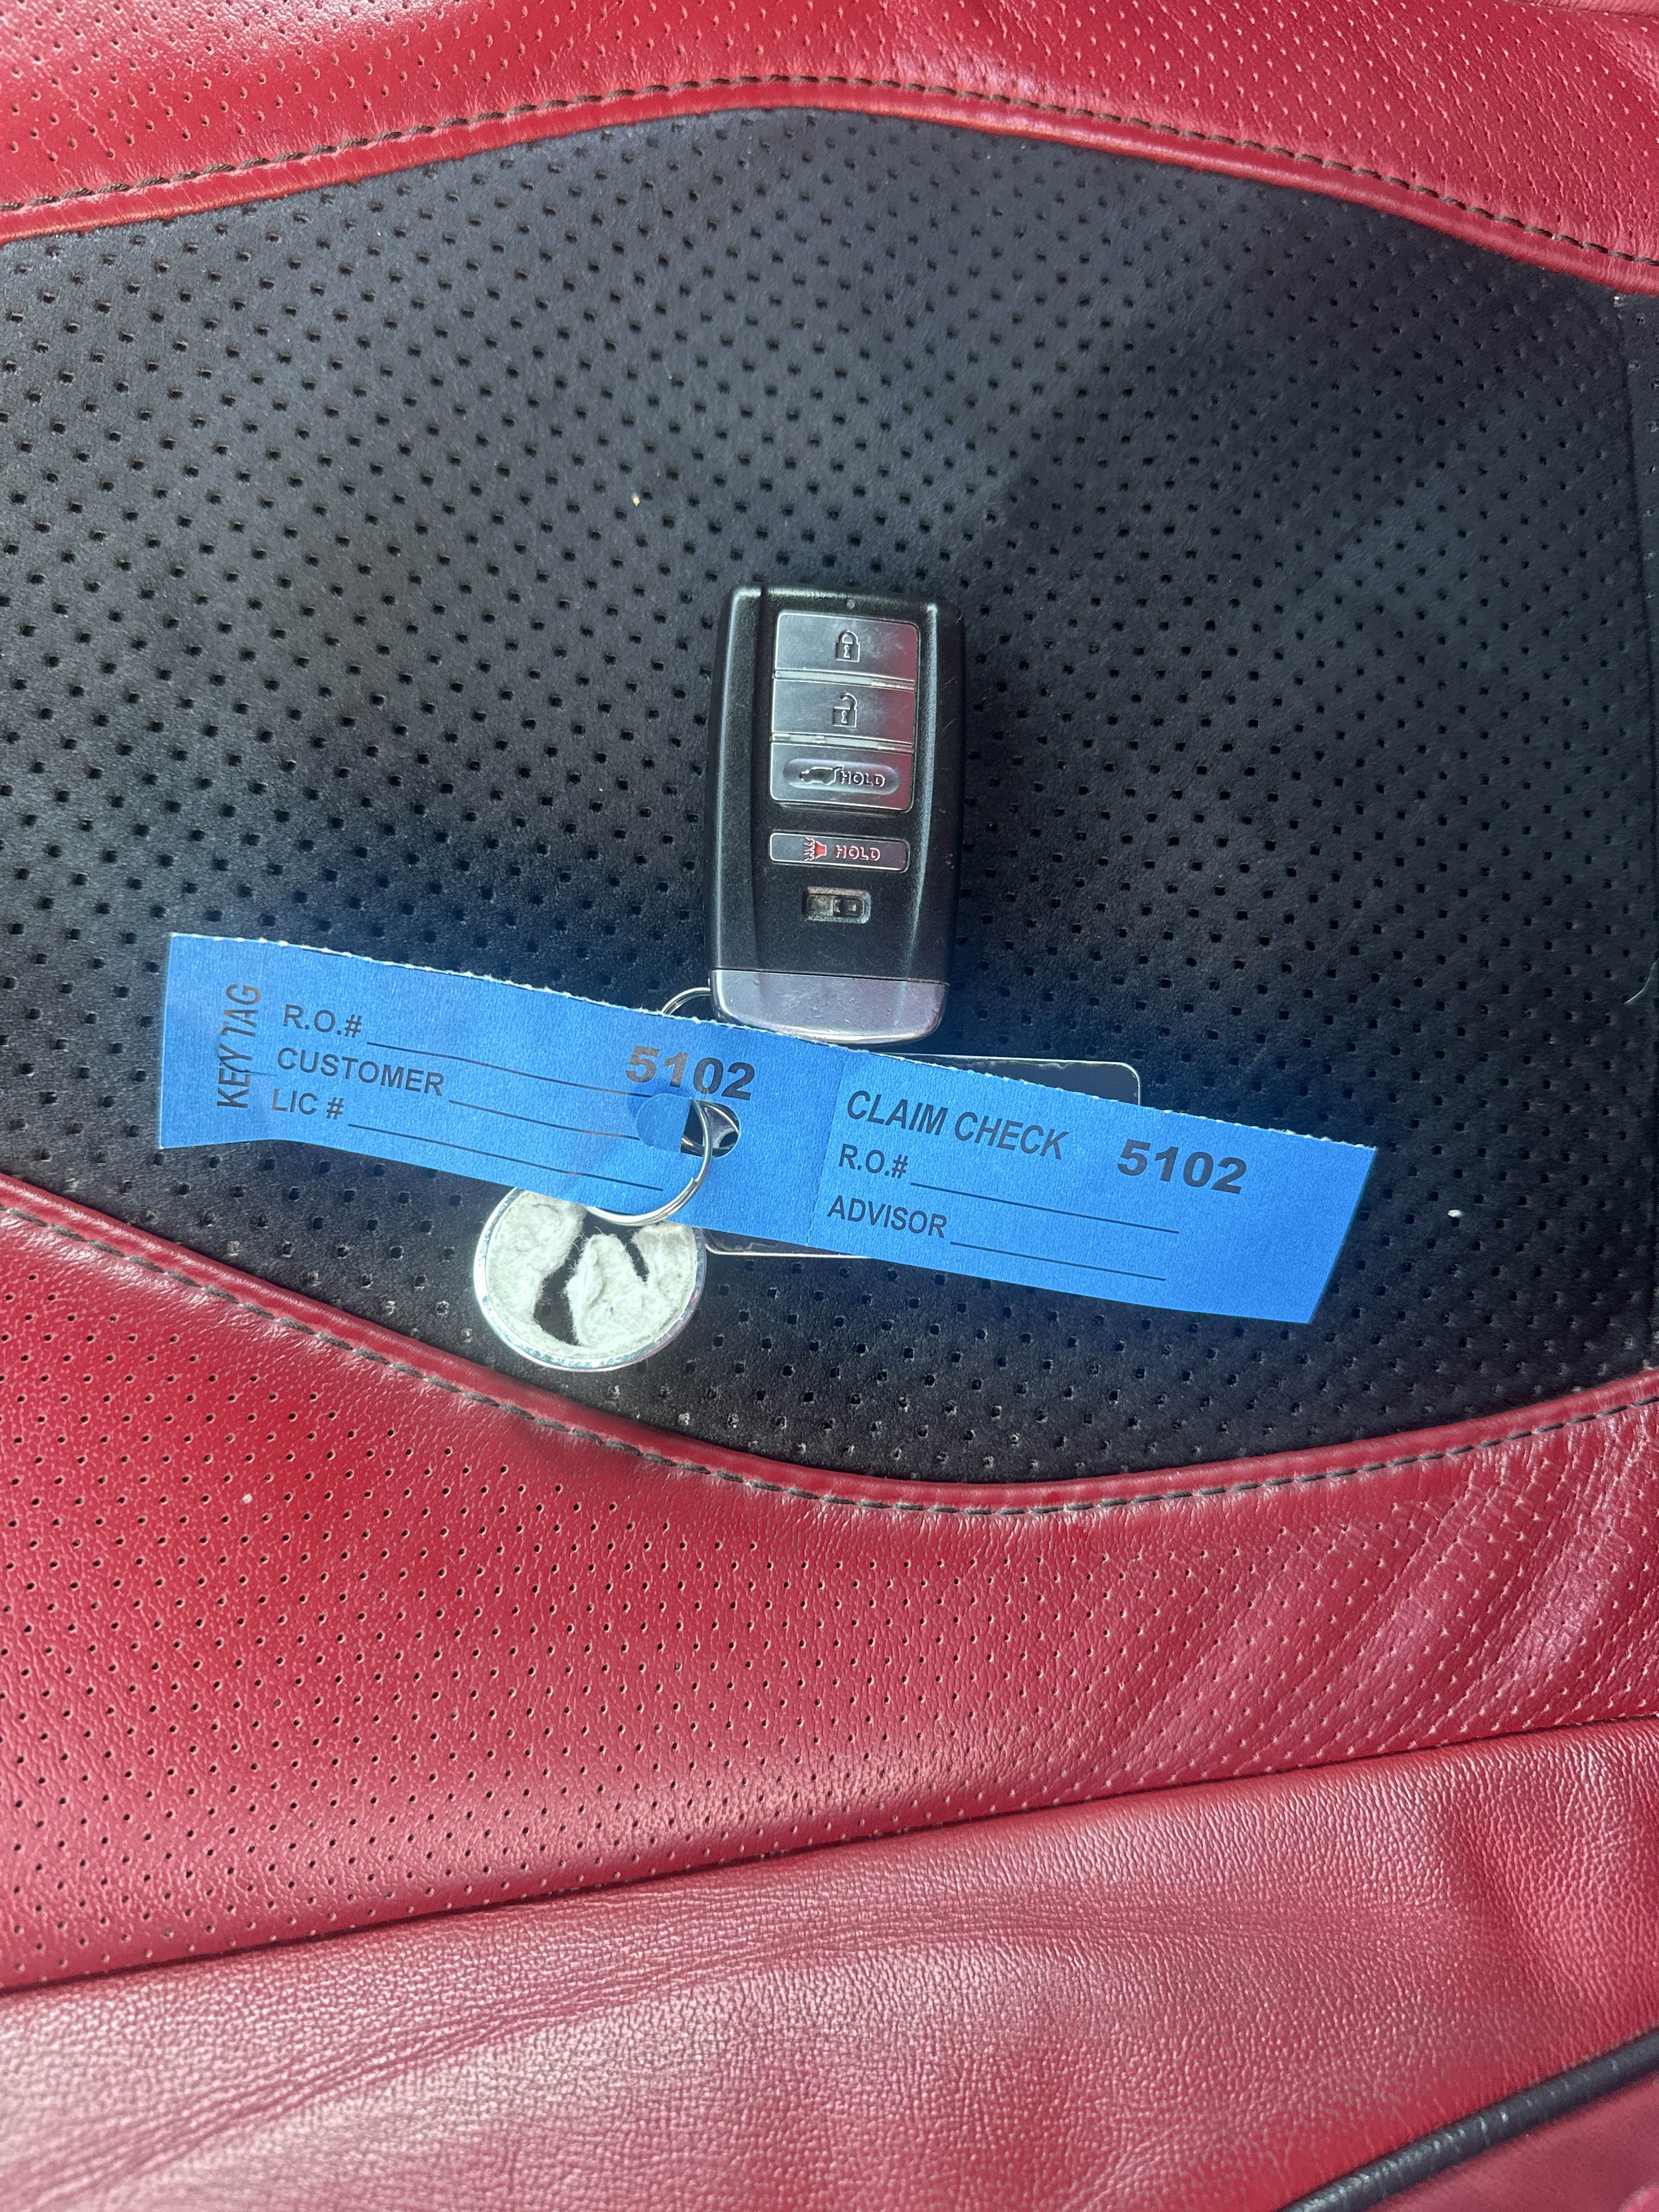 HOLD
HOLD
KEY TAG
R.O.#
CUSTOMER
LIC #
5102
CLAIM CHECK 5102
R.O.#
ADVISOR